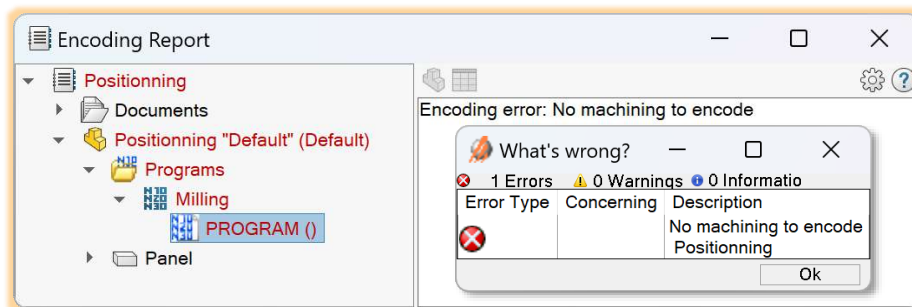 Encoding Report
Positionning
Documents
Positionning "Default" (Default)
Programs
Milling
PROGRAM ()
Panel
Encoding error: No machining to encode
What's wrong?
1 Errors 0 Warnings 0 Informatio
Error Type Concerning Description
No machining to encode
Positionning
Ok